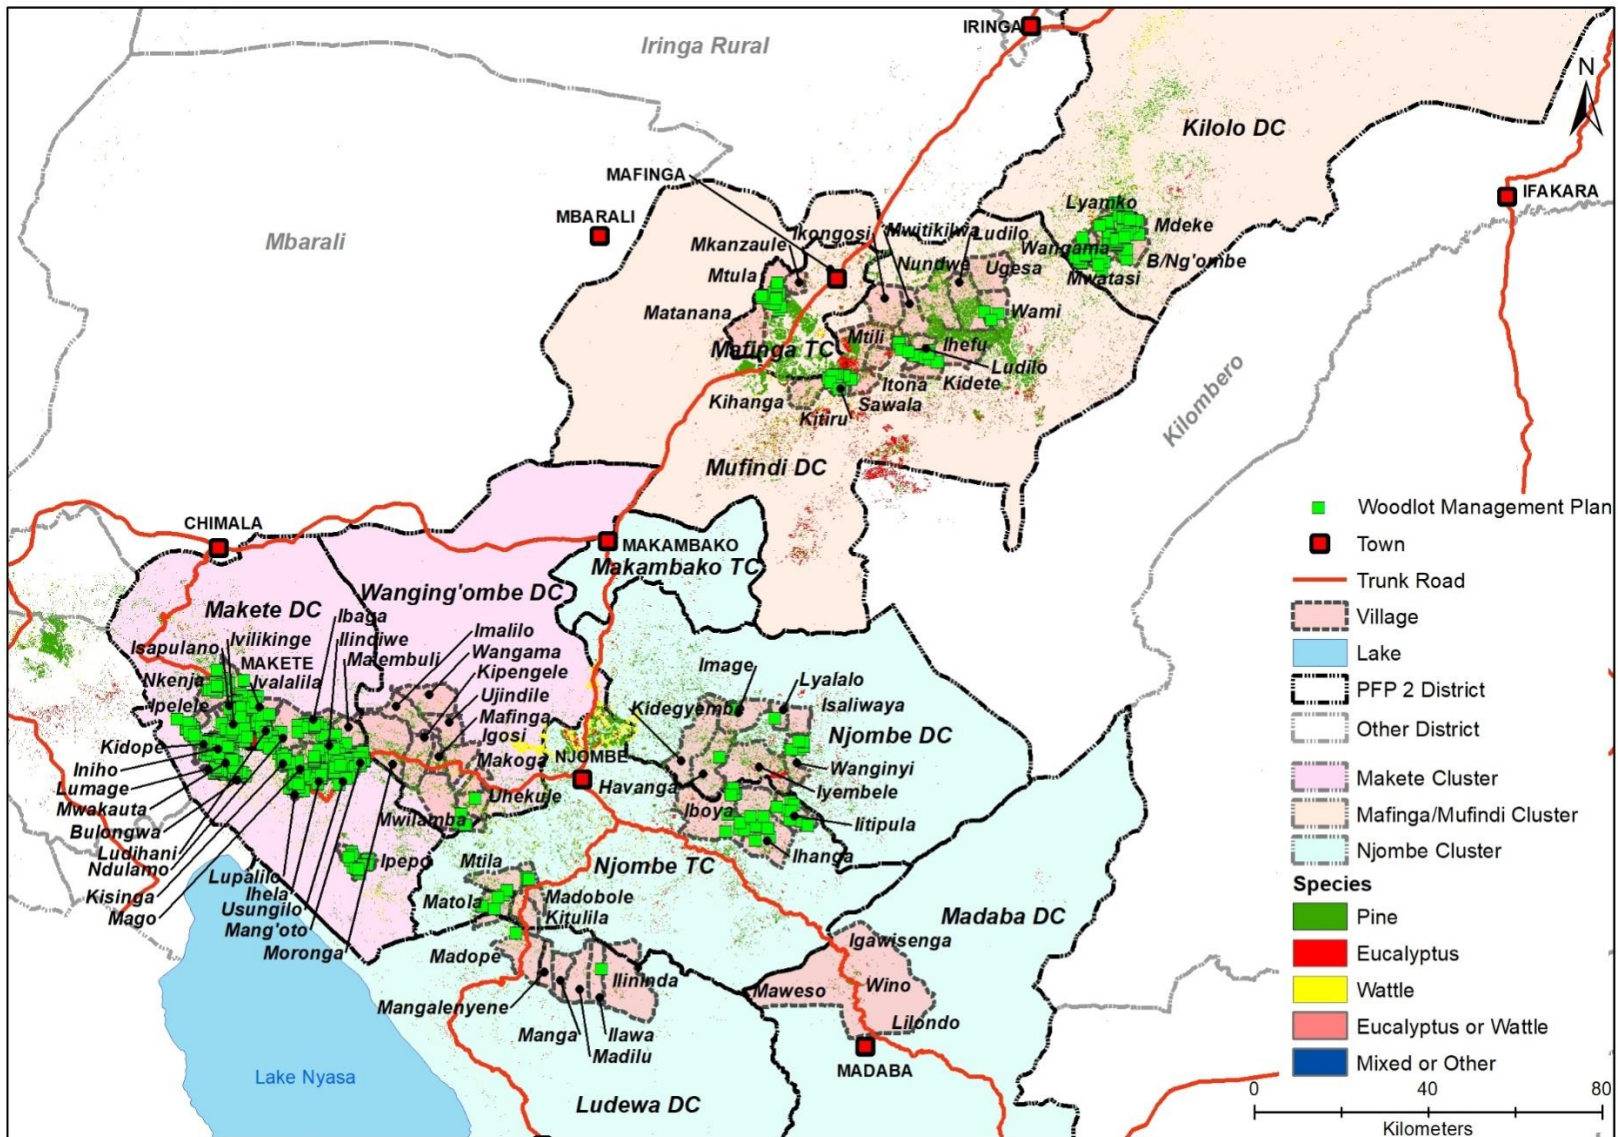 IRINGA
Iringa Rural
N
Kilolo DC
MAFINGA
IFAKARA
Lyamko
MBARALI
Mbarali
Ikongosi
Mwitikilwa
Ludilo
Mdeke
Mkanzaule
Wangama
Nundwe
Ugesa
B/Ng'ombe
Mtula
Mwatasi
Matanana
Wami
Mtili
Ihefu
Mafinga TC
Ludilo
Itona
Kidete
Kihanga
Sawala
Kitiru
Kilombero
Mufindi DC
CHIMALA
MAKAMBAKO
Makambako TC
Wanging'ombe DC
Makete DC
Ibaga
Ivilikinge
Ilindiwe
Imalilo
Isapulano
MAKETE
Malembuli
Wangama
Image
Nkenja
Ivalalila
Kipengele
Lyalalo
Ipelele
Ujindile
Kidegyembe
Isaliwaya
Mafinga
Kidope
Igosi
Njombe DC
Iniho
Makoga
NJOMBE
Wanginyi
Lumage
Uhekule
Havanga
Iyembele
Mwakauta
Mwilamba
Iboya
Iitipula
Bulongwa
Ludihani
Ipepo
Ihanga
Ndulamo
Mtila
Njombe TC
Lupalilo
Kisinga
Ihela
Matola
Madobole
Mago
Usungilo
Kitulila
Madaba DC
Mang'oto
Moronga
Madope
Igawisenga
Ilininda
Wino
Maweso
Mangalenyene
Lilondo
Manga
Ilawa
Madilu
MADABA
Lake Nyasa
Ludewa DC
Woodlot Management Plan
Town
Trunk Road
Village
Lake
PFP 2 District
Other District
Makete Cluster
Mafinga/Mufindi Cluster
Njombe Cluster
Species
Pine
Eucalyptus
Wattle
Eucalyptus or Wattle
Mixed or Other
0 40 80
Kilometers